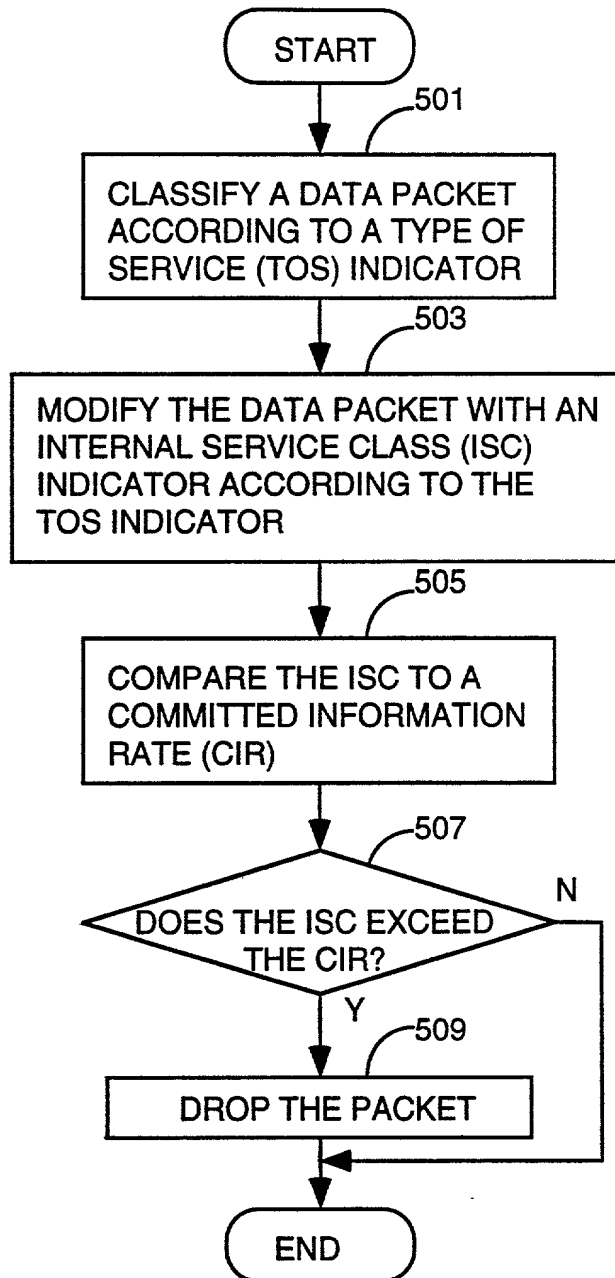 START
501
CLASSIFY A DATA PACKET
ACCORDING TO A TYPE OF
SERVICE (TOS) INDICATOR
503
MODIFY THE DATA PACKET WITH AN
INTERNAL SERVICE CLASS (ISC)
INDICATOR ACCORDING TO THE
TOS INDICATOR
505
COMPARE THE ISC TO A
COMMITTED INFORMATION
RATE (CIR)
507
N
DOES THE ISC EXCEED
THE CIR?
Y
509
DROP THE PACKET
END